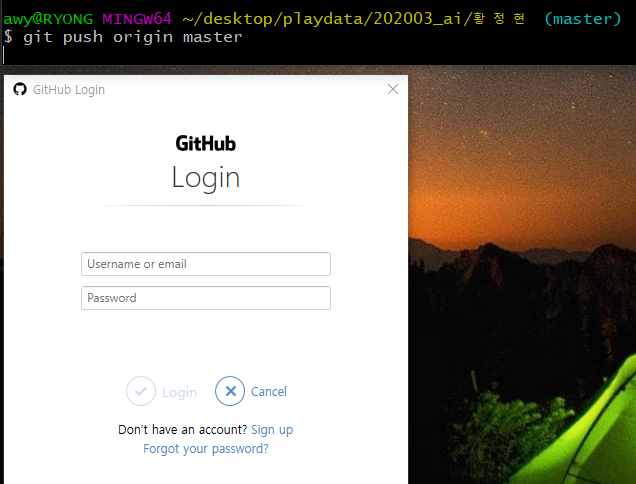 awy@RYONG MINGW64 ~/desktop/playdata/202003_ai/황정현 (master)
$ git push origin master
GitHub Login
GitHub
Login
Username or email
Password
Login
Cancel
Don't have an account? Sign up
Forgot your password?